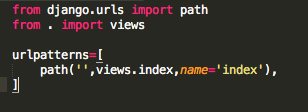 from django.urls import path
from . import views

urlpatterns=[
    path('',views.index,name='index'),
]